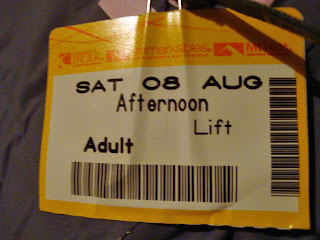 SAT 08 AUG
Afternoon
Lift
Adult